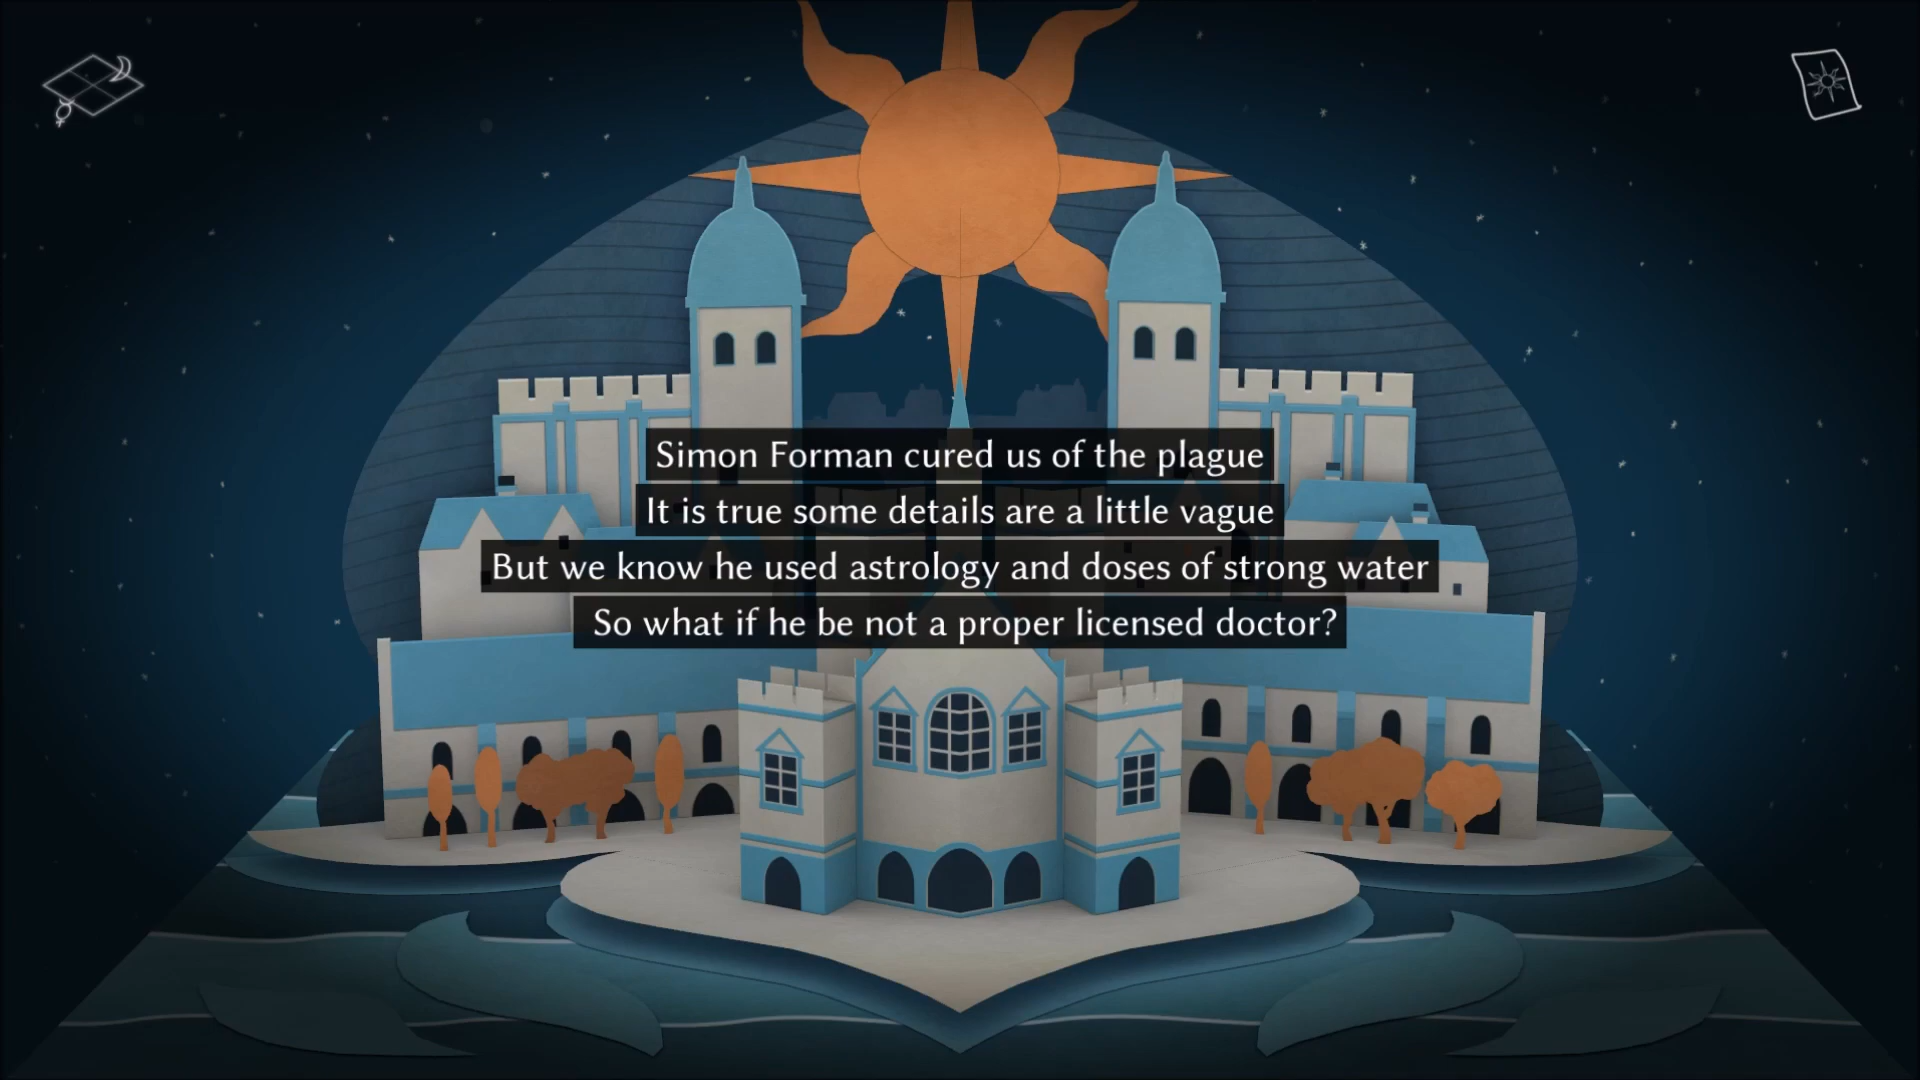 Simon Forman cured us of the plague
It is true some details are a little vague
But we know he used astrology and doses of strong water
So what if he be not a proper licensed doctor?